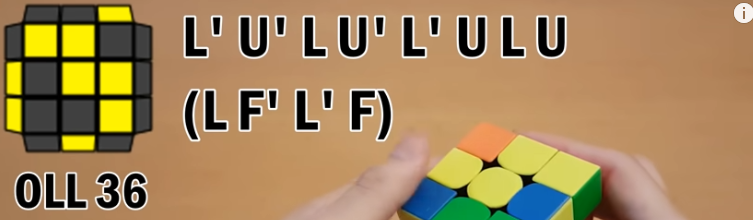 L' U' L U' L' U L U
(L F' L' F)
OLL 36